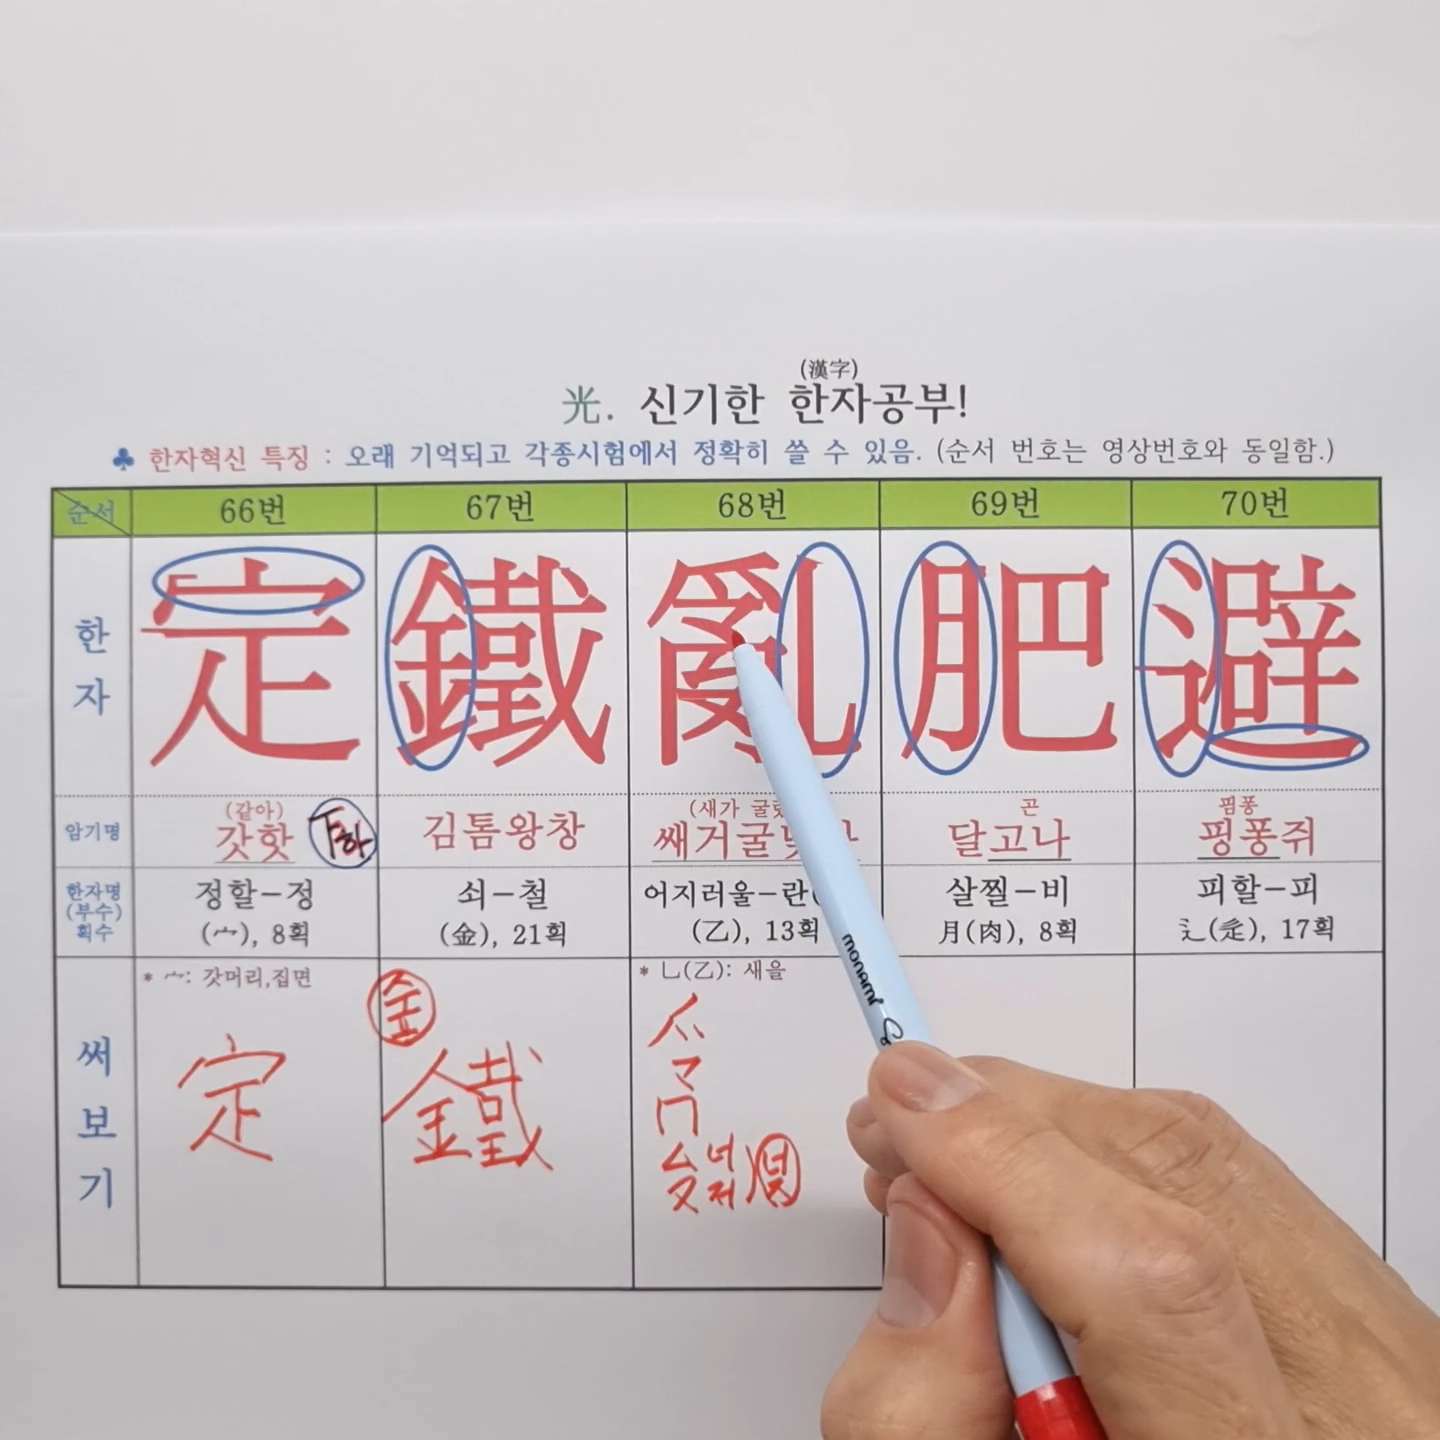 (漢字)
光. 신기한 한자공부!
♣ 한자혁신 특징 : 오래 기억되고 각종시험에서 정확히 쓸 수 있음. (순서 번호는 영상번호와 동일함.)
순서 66번 67번 68번 69번 70번
한자 定 鐵 亂 肥 避
(같아) (새가 곤 핌퐁
암기명 갓핫 下하 김톰왕창 쌔거굴 달고나 핑퐁쥐
한자명 정할-정 쇠-철 어지러울-란 살찔-비 피할-피
(부수)
획수 (宀), 8획 (金), 21획 (乙), 13획 月(肉), 8획 辶(辵), 17획
* 宀: 갓머리,집면 * 乚(乙): 새을
써보기 定 金 鐵
monami